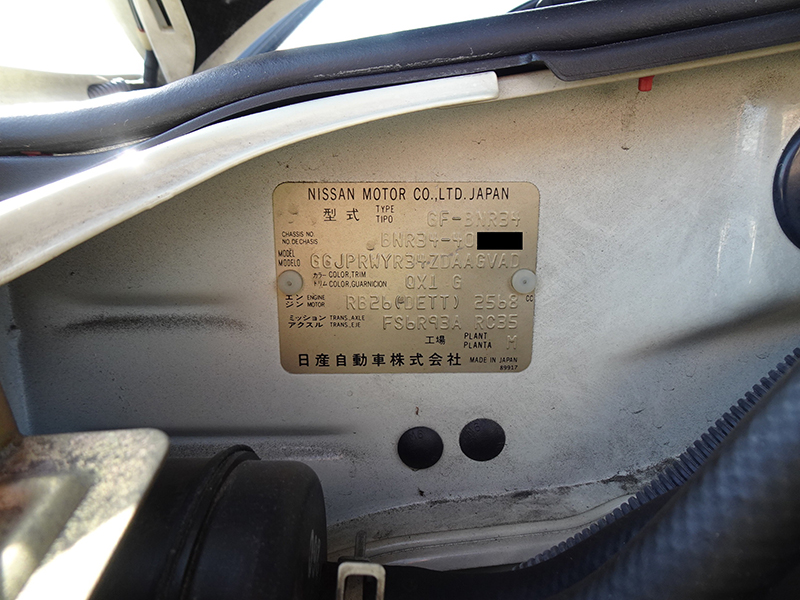 NISSAN MOTOR CO.,LTD. JAPAN
型式 TYPE TIPO GF-BNR34
CHASSIS NO. NO.DE CHASIS BNR34-40
MODEL MODELO GGJPRWYR34ZDAAGVAD
カラー COLOR,TRIM トリム COLOR,GUARNICION QX1 G
エンジン ENGINE MOTOR RB26(DETT) 2568 CC
ミッション TRANS.,AXLE アクスル TRANS.,EJE FS6R93A RC35
工場 PLANT PLANTA M
日産自動車株式会社 MADE IN JAPAN
89917